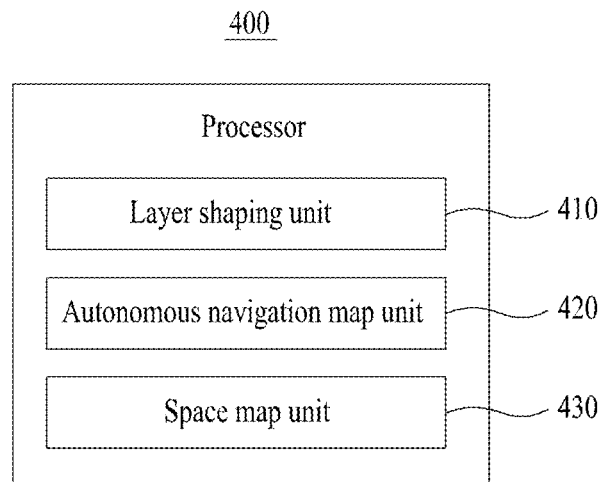 400
Processor
Layer shaping unit
410
Autonomous navigation map unit
420
Space map unit
430